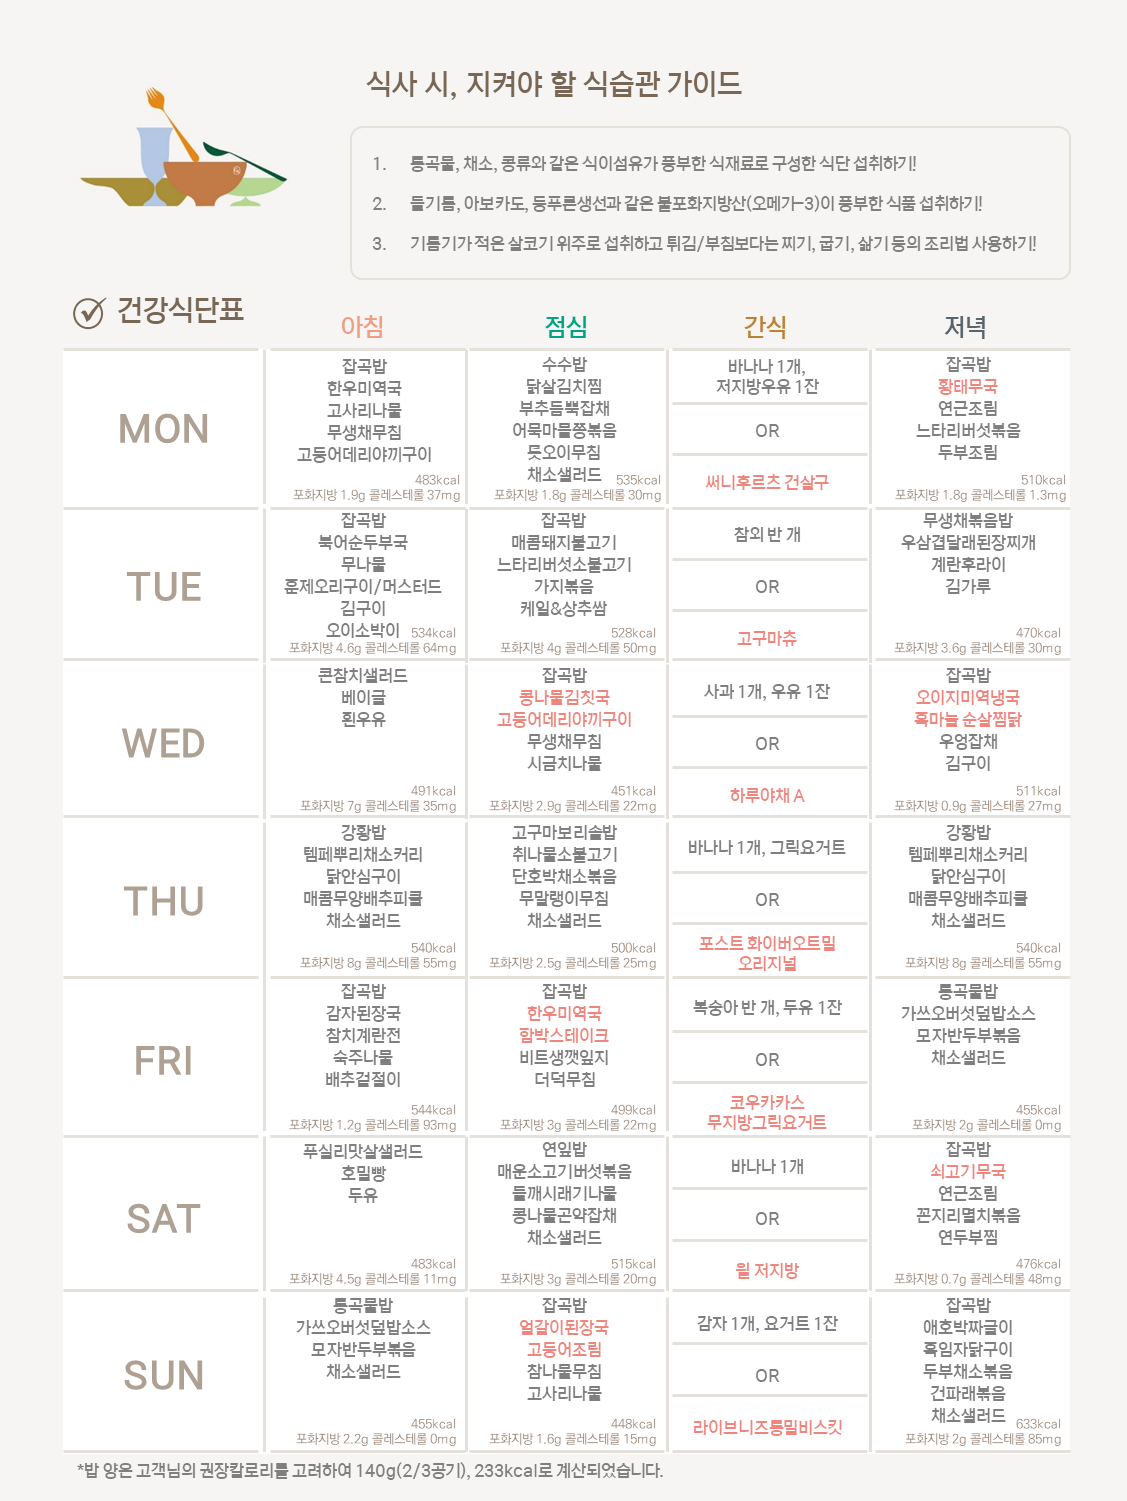 식사 시, 지켜야 할 식습관 가이드
1. 통곡물, 채소, 콩류와 같은 식이섬유가 풍부한 식재료로 구성한 식단 섭취하기!
2. 들기름, 아보카도, 등푸른생선과 같은 불포화지방산(오메가-3)이 풍부한 식품 섭취하기!
3. 기름기가 적은 살코기 위주로 섭취하고 튀김/부침보다는 찌기, 굽기, 삶기 등의 조리법 사용하기!
건강식단표
아침
점심
간식
저녁
MON
잡곡밥
한우미역국
고사리나물
무생채무침
고등어데리야끼구이
483kcal
포화지방 1.9g 콜레스테롤 37mg
수수밥
닭살김치찜
부추듬뿍잡채
어묵마믈쫑볶음
뜻오이무침
채소샐러드 535kcal
포화지방 1.8g 콜레스테롤 30mg
바나나 1개,
저지방우유 1잔
OR
써니후르츠 건살구
잡곡밥
황태무국
연근조림
느타리버섯볶음
두부조림
510kcal
포화지방 1.8g 콜레스테롤 1.3mg
TUE
잡곡밥
북어순두부국
무나물
훈제오리구이/머스터드
김구이
오이소박이 534kcal
포화지방 4.6g 콜레스테롤 64mg
잡곡밥
매콤돼지불고기
느타리버섯소불고기
가지볶음
케일&상추쌈
528kcal
포화지방 4g 콜레스테롤 50mg
참외 반 개
OR
고구마츄
무생채볶음밥
우삼겹달래된장찌개
계란후라이
김가루
470kcal
포화지방 3.6g 콜레스테롤 30mg
WED
콘참치샐러드
베이글
흰우유
491kcal
포화지방 7g 콜레스테롤 35mg
잡곡밥
콩나물김칫국
고등어데리야끼구이
무생채무침
시금치나물
451kcal
포화지방 2.9g 콜레스테롤 22mg
사과 1개, 우유 1잔
OR
하루야채 A
잡곡밥
오이지미역냉국
흑마늘 순살찜닭
우엉잡채
김구이
511kcal
포화지방 0.9g 콜레스테롤 27mg
THU
강황밥
템페뿌리채소커리
닭안심구이
매콤무양배추피클
채소샐러드
540kcal
포화지방 8g 콜레스테롤 55mg
고구마보리솥밥
취나물소불고기
단호박채소볶음
무말랭이무침
채소샐러드
500kcal
포화지방 2.5g 콜레스테롤 25mg
바나나 1개, 그릭요거트
OR
포스트 화이버오트밀
오리지널
강황밥
템페뿌리채소커리
닭안심구이
매콤무양배추피클
채소샐러드
540kcal
포화지방 8g 콜레스테롤 55mg
FRI
잡곡밥
감자된장국
참치계란전
숙주나물
배추겉절이
544kcal
포화지방 1.2g 콜레스테롤 93mg
잡곡밥
한우미역국
함박스테이크
비트생깻잎지
더덕무침
499kcal
포화지방 3g 콜레스테롤 22mg
복숭아 반 개, 두유 1잔
OR
코우카카스
무지방그릭요거트
통곡물밥
가쓰오버섯덮밥소스
모자반두부볶음
채소샐러드
455kcal
포화지방 2g 콜레스테롤 0mg
SAT
푸실리맛살샐러드
호밀빵
두유
483kcal
포화지방 4.5g 콜레스테롤 11mg
연잎밥
매운소고기버섯볶음
들깨시래기나물
콩나물곤약잡채
채소샐러드
515kcal
포화지방 3g 콜레스테롤 20mg
바나나 1개
OR
윌 저지방
잡곡밥
쇠고기무국
연근조림
꼰지리멸치볶음
연두부찜
476kcal
포화지방 0.7g 콜레스테롤 48mg
SUN
통곡물밥
가쓰오버섯덮밥소스
모자반두부볶음
채소샐러드
455kcal
포화지방 2.2g 콜레스테롤 0mg
잡곡밥
얼갈이된장국
고등어조림
참나물무침
고사리나물
448kcal
포화지방 1.6g 콜레스테롤 15mg
감자 1개, 요거트 1잔
OR
라이브니즈통밀비스킷
잡곡밥
애호박짜글이
흑임자닭구이
두부채소볶음
건파래볶음
채소샐러드 633kcal
포화지방 2g 콜레스테롤 85mg
*밥 양은 고객님의 권장칼로리를 고려하여 140g(2/3공기), 233kcal로 계산되었습니다.